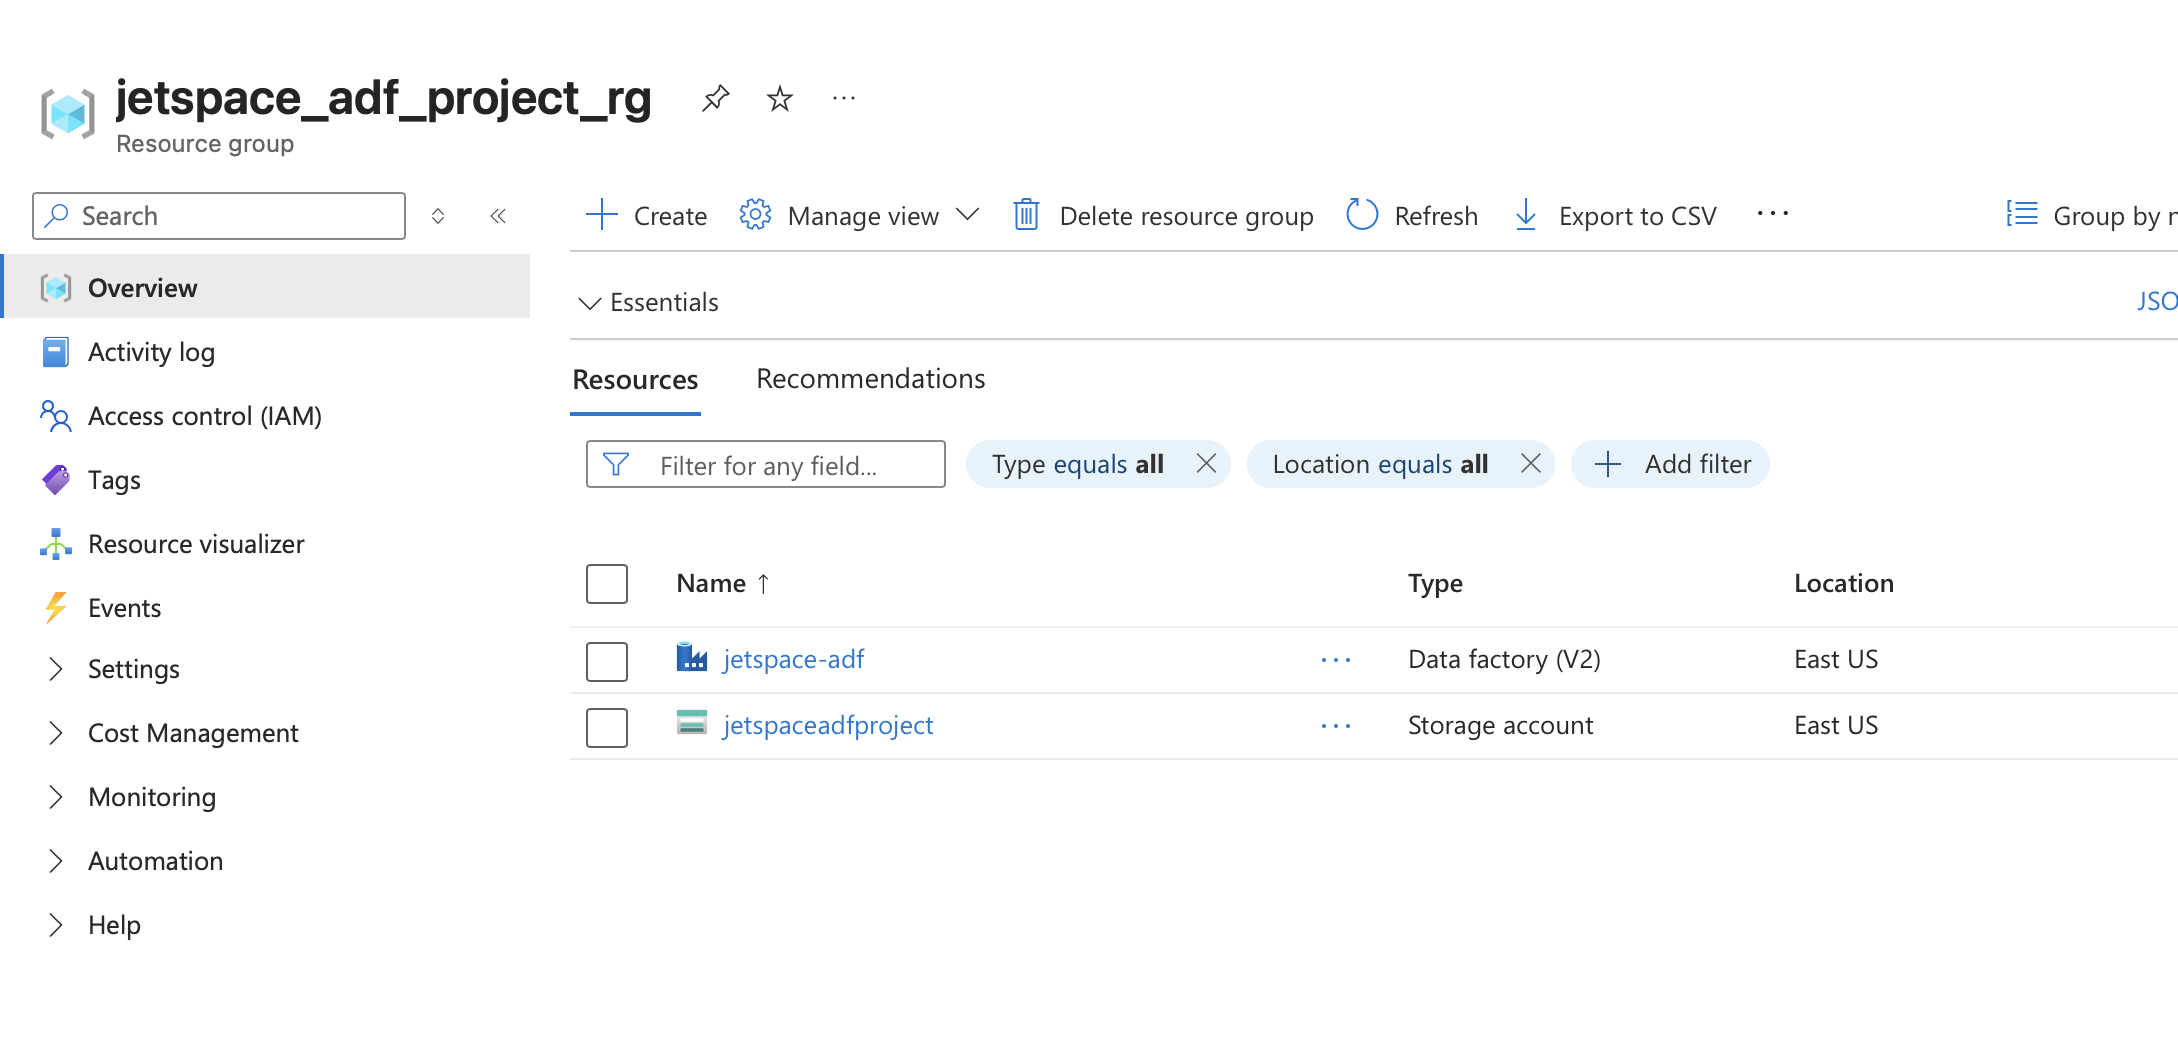 jetspace_adf_project_rg
Resource group
Search
Create
Manage view
Delete resource group
Refresh
Export to CSV
Group by
Overview
Activity log
Access control (IAM)
Tags
Resource visualizer
Events
Settings
Cost Management
Monitoring
Automation
Help
Essentials
JSO
Resources Recommendations
Filter for any field...
Type equals all
Location equals all
Add filter
Name ↑ Type Location
jetspace-adf ... Data factory (V2) East US
jetspaceadfproject ... Storage account East US